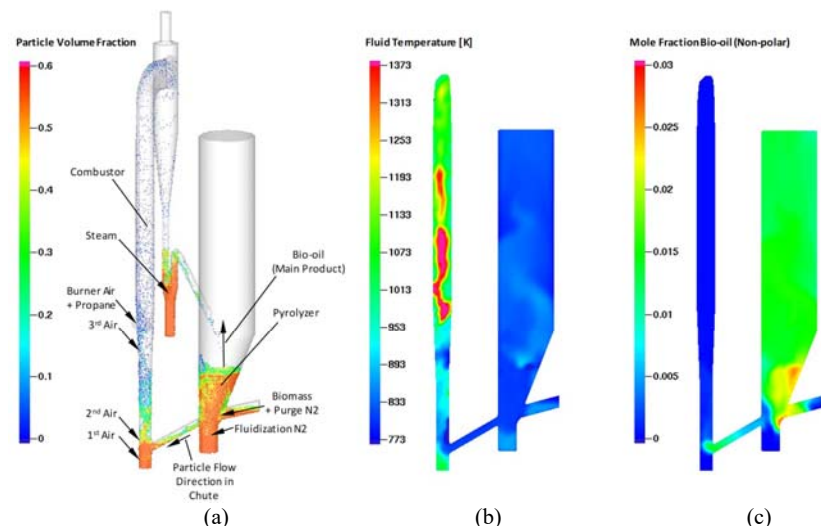 Particle Volume Fraction
0.6
0.5
0.4
0.3
0.2
0.1
0
Combustor
Steam
Burner Air
+ Propane
3rd Air
2nd Air
1st Air
Bio-oil
(Main Product)
Pyrolyzer
Biomass
+ Purge N2
Fluidization N2
Particle Flow
Direction in
Chute
(a)
Fluid Temperature [K]
1373
1313
1253
1193
1133
1073
1013
953
893
833
773
(b)
Mole Fraction Bio-oil (Non-polar)
0.03
0.025
0.02
0.015
0.01
0.005
0
(c)